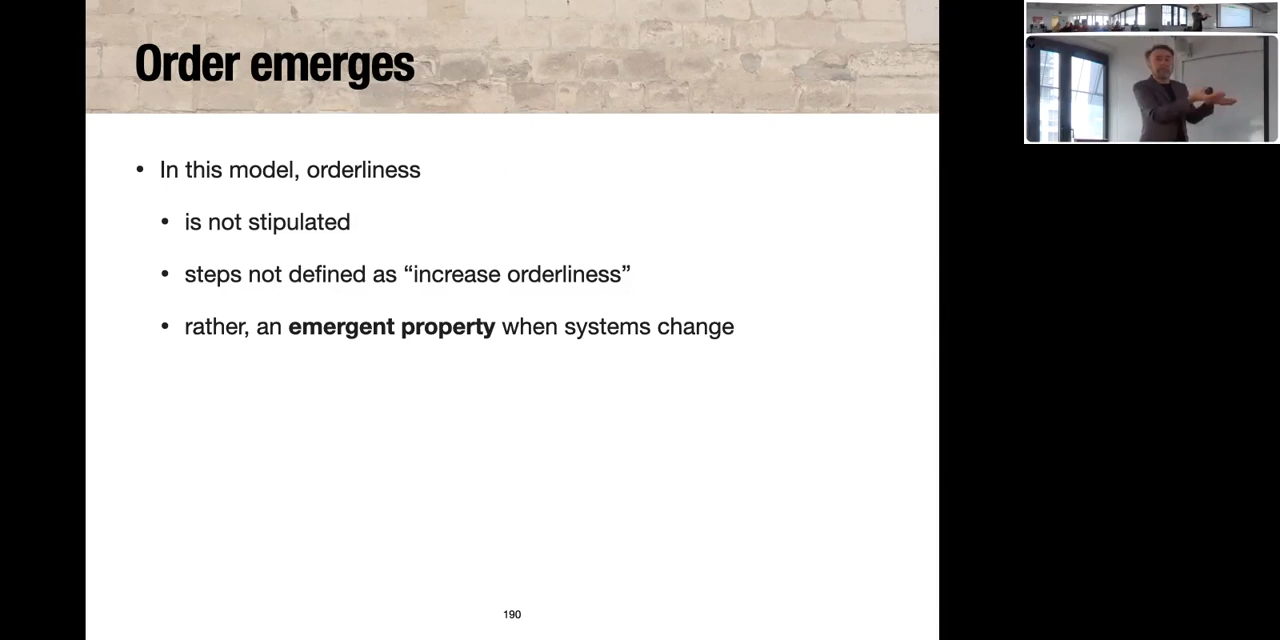 Order emerges
• In this model, orderliness
• is not stipulated
• steps not defined as “increase orderliness”
• rather, an emergent property when systems change
190